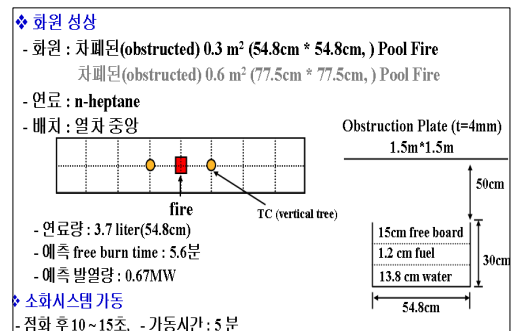 ❖ 화원 성상
- 화원 : 차폐된(obstructed) 0.3 m² (54.8cm * 54.8cm, ) Pool Fire
차폐된(obstructed) 0.6 m² (77.5cm * 77.5cm, ) Pool Fire
- 연료 : n-heptane
- 배치 : 열차 중앙
Obstruction Plate (t=4mm)
1.5m*1.5m
50cm
fire
TC (vertical tree)
- 연료량 : 3.7 liter(54.8cm)
- 예측 free burn time : 5.6분
- 예측 발열량 : 0.67MW
15cm free board
1.2 cm fuel
13.8 cm water
30cm
54.8cm
❖ 소화시스템 가동
- 점화 후 10 ~ 15초, - 가동시간 : 5 분